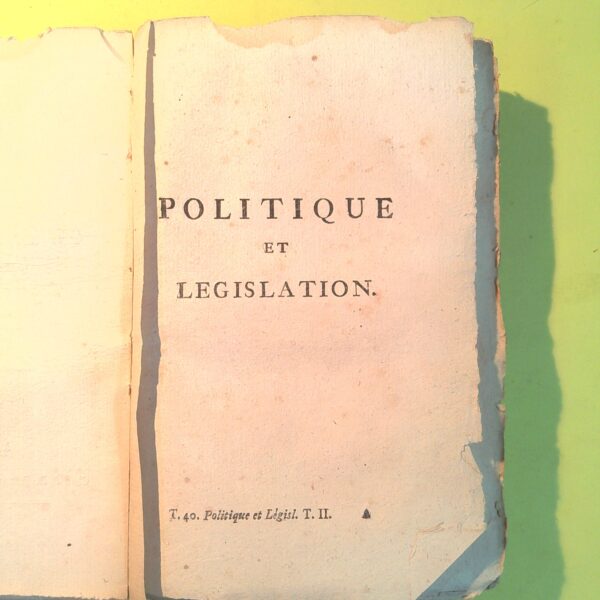 POLITIQUE
ET
LEGISLATION.
T. 40. Politique et Législ. T. II. A